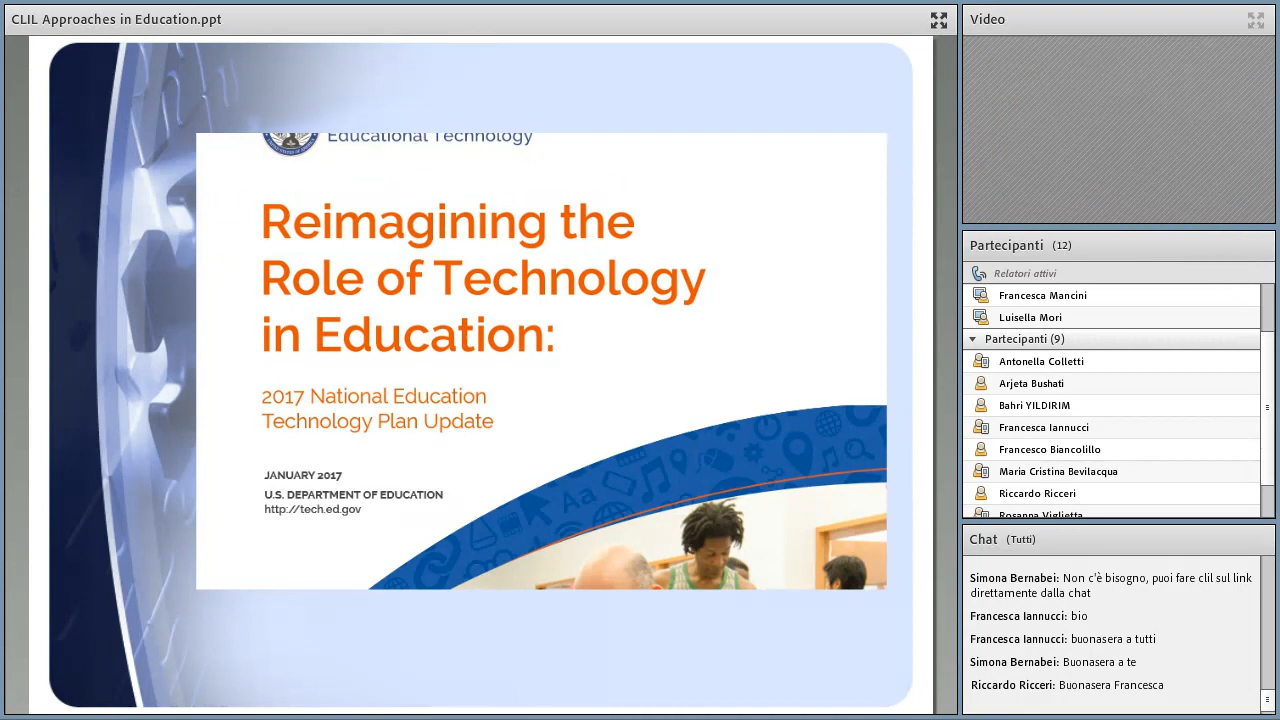 CLIL Approaches in Education.ppt
Educational Technology
Reimagining the
Role of Technology
in Education:
2017 National Education
Technology Plan Update
JANUARY 2017
U.S. DEPARTMENT OF EDUCATION
http://tech.ed.gov
Aa
Video
Partecipanti (12)
Relatori attivi
Francesca Mancini
Luisella Mori
Partecipanti (9)
Antonella Colletti
Arjeta Bushati
Bahri YILDIRIM
Francesca Iannucci
Francesco Biancolillo
Maria Cristina Bevilacqua
Riccardo Ricceri
Rosanna Viglietta
Chat (Tutti)
Simona Bernabei: Non c'è bisogno, puoi fare clil sul link
direttamente dalla chat
Francesca Iannucci: bio
Francesca Iannucci: buonasera a tutti
Simona Bernabei: Buonasera a te
Riccardo Ricceri: Buonasera Francesca